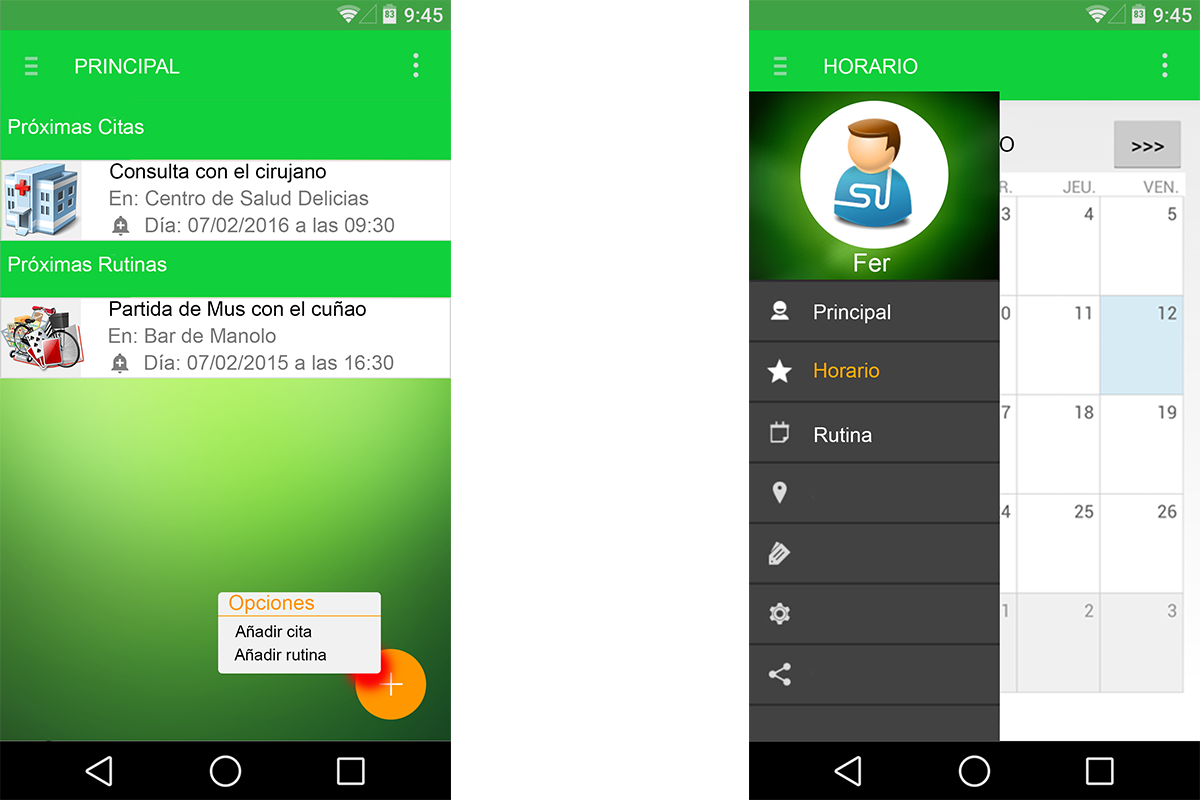 83 9:45
PRINCIPAL
Próximas Citas
Consulta con el cirujano
En: Centro de Salud Delicias
Día: 07/02/2016 a las 09:30
Próximas Rutinas
Partida de Mus con el cuñao
En: Bar de Manolo
Día: 07/02/2015 a las 16:30
Opciones
Añadir cita
Añadir rutina
83 9:45
HORARIO
Fer
Principal
Horario
Rutina
O >>>
R. JEU. VEN.
3 4 5
0 11 12
7 18 19
4 25 26
1 2 3